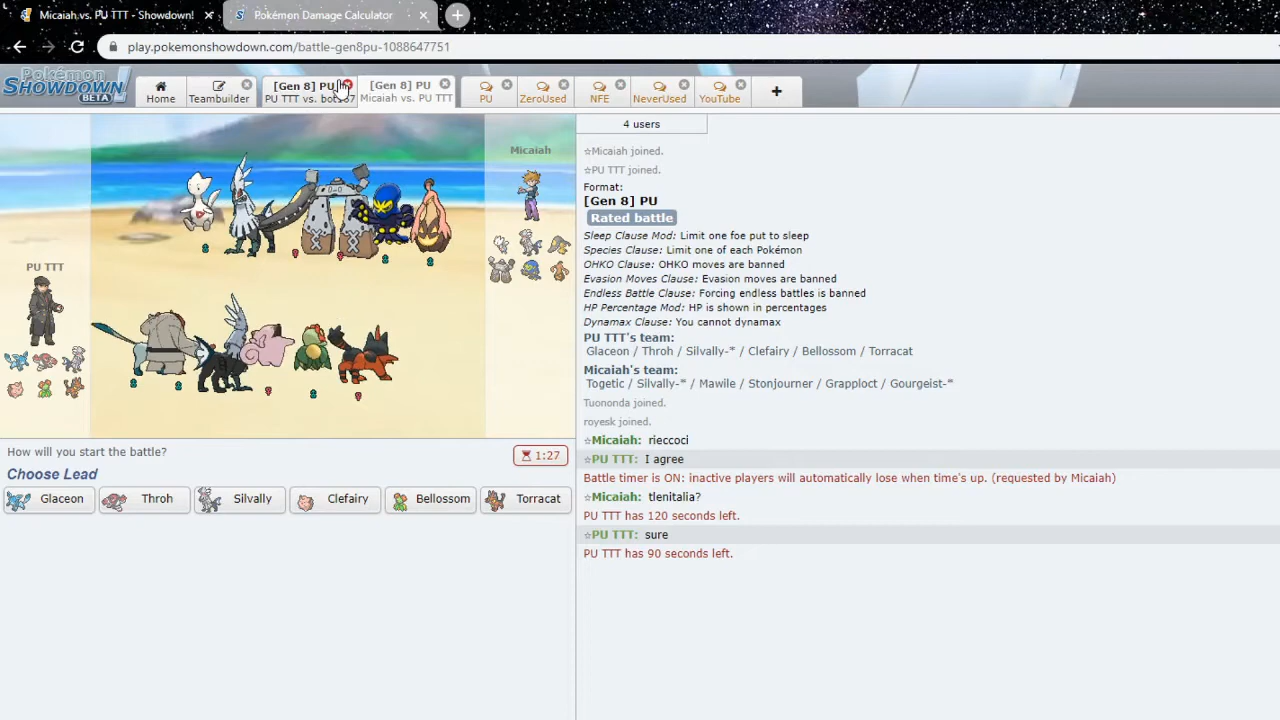 Micaiah vs. PU TTT - Showdown!
Pokémon Damage Calculator
play.pokemonshowdown.com/battle-gen8pu-1088647751
Pokémon
SHOWDOWN
BETA
Home
Teambuilder
[Gen 8] PU
PU TTT vs.
[Gen 8] PU
Micaiah vs. PU TTT
PU
ZeroUsed
NFE
NeverUsed
YouTube
4 users
Micaiah
PU TTT
☆Micaiah joined.
☆PU TTT joined.
Format:
[Gen 8] PU
Rated battle
Sleep Clause Mod: Limit one foe put to sleep
Species Clause: Limit one of each Pokémon
OHKO Clause: OHKO moves are banned
Evasion Moves Clause: Evasion moves are banned
Endless Battle Clause: Forcing endless battles is banned
HP Percentage Mod: HP is shown in percentages
Dynamax Clause: You cannot dynamax
PU TTT's team:
Glaceon / Throh / Silvally-* / Clefairy / Bellossom / Torracat
Micaiah's team:
Togetic / Silvally-* / Mawile / Stonjourner / Grapploct / Gourgeist-*
Tuononda joined.
royesk joined.
☆Micaiah: rieccoci
☆PU TTT: I agree
Battle timer is ON: inactive players will automatically lose when time's up. (requested by Micaiah)
☆Micaiah: tlenitalia?
PU TTT has 120 seconds left.
☆PU TTT: sure
PU TTT has 90 seconds left.
How will you start the battle?
1:27
Choose Lead
Glaceon
Throh
Silvally
Clefairy
Bellossom
Torracat